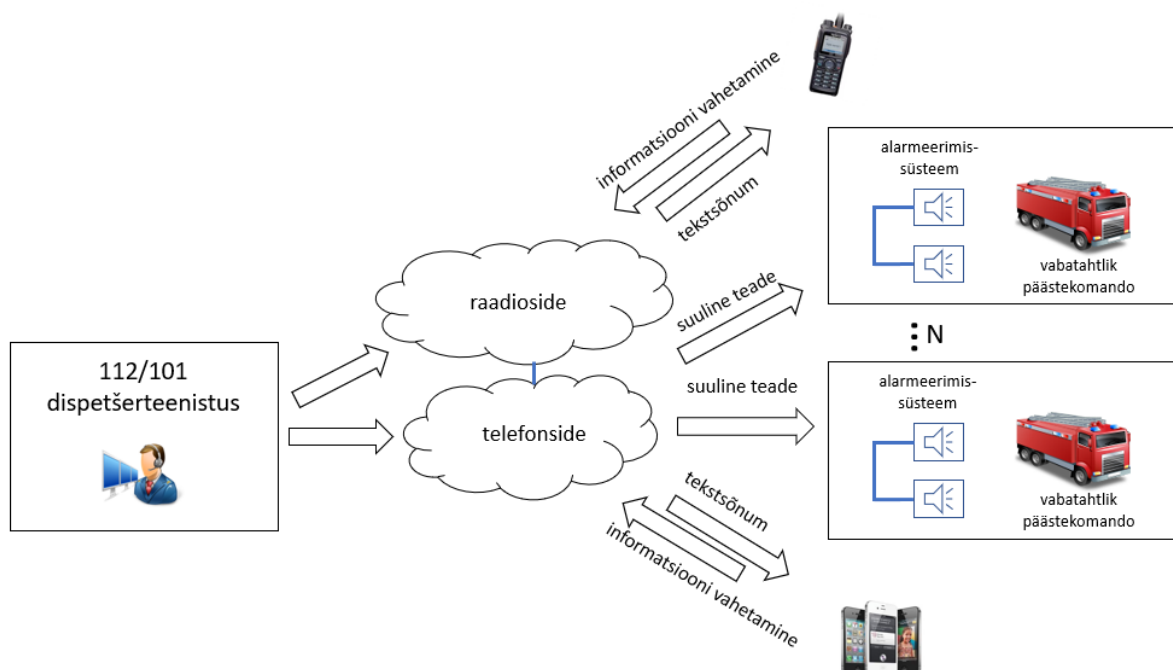 informatsiooni vahetamine
tekstsõnum
alarmeerimis-
süsteem
vabatahtlik
päästekomando
raadioside
suuline teade
N
112/101
dispetšerteenistus
telefonside
suuline teade
alarmeerimis-
süsteem
vabatahtlik
päästekomando
tekstsõnum
informatsiooni vahetamine